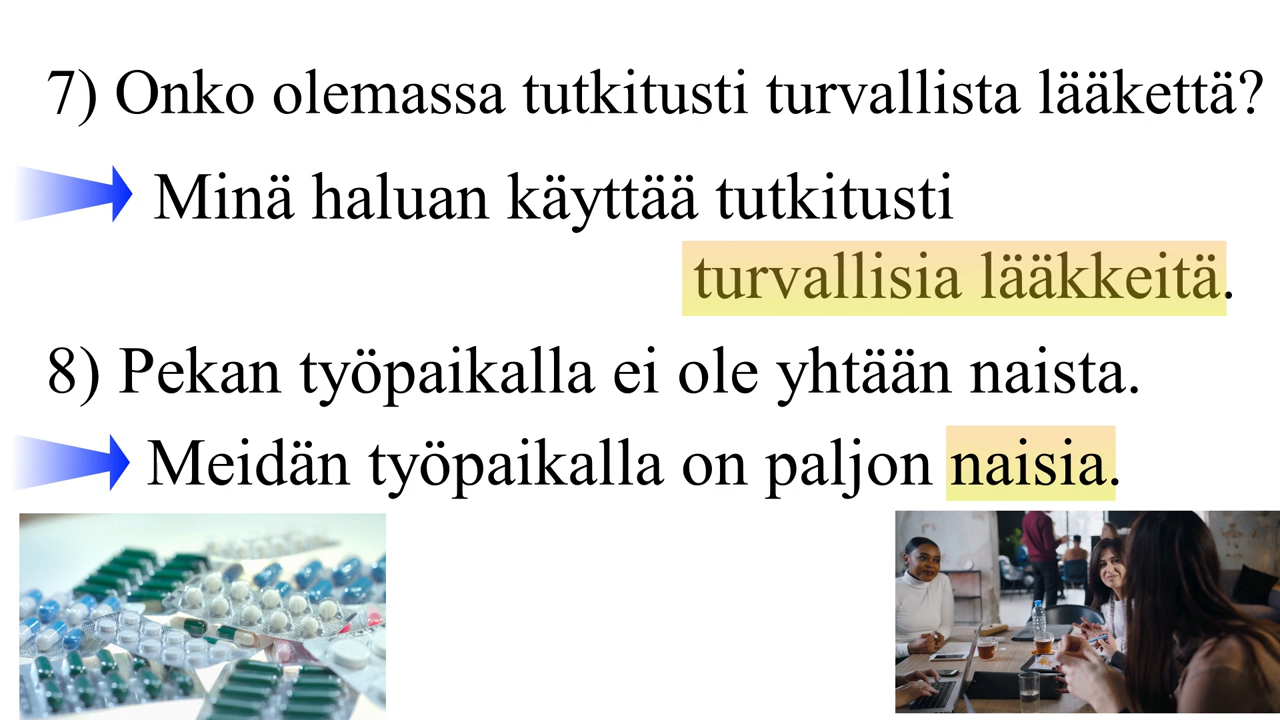 7) Onko olemassa tutkitusti turvallista lääkettä?
Minä haluan käyttää tutkitusti
turvallisia lääkkeitä.
8) Pekan työpaikalla ei ole yhtään naista.
Meidän työpaikalla on paljon naisia.